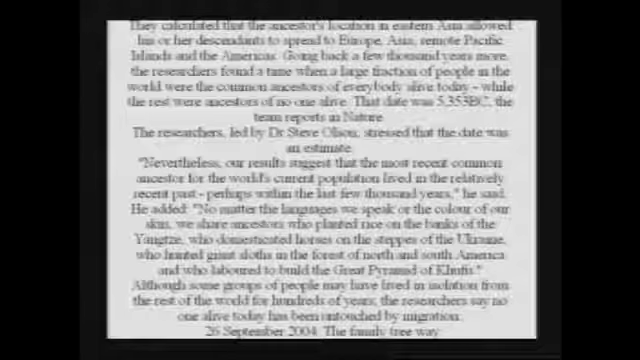 They calculated that the ancestor's location in eastern Asia allowed
his or her descendants to spread to Europe, Asia, remote Pacific
Islands and the Americas. Going back a few thousand years more,
the researchers found a time when a large fraction of people in the
world were the common ancestors of everybody alive today - while
the rest were ancestors of no one alive. That date was 5,353BC, the
team reports in Nature.
The researchers, led by Dr Steve Olson, stressed that the date was
an estimate.
"Nevertheless, our results suggest that the most recent common
ancestor for the world's current population lived in the relatively
recent past - perhaps within the last few thousand years," he said.
He added: "No matter the languages we speak or the colour of our
skin, we share ancestors who planted rice on the banks of the
Yangtze, who domesticated horses on the steppes of the Ukraine,
who hunted giant sloths in the forest of north and south America
and who laboured to build the Great Pyramid of Khufu."
Although some groups of people may have lived in isolation from
the rest of the world for hundreds of years, the researchers say no
one alive today has been untouched by migration.
26 September 2004. The family tree way